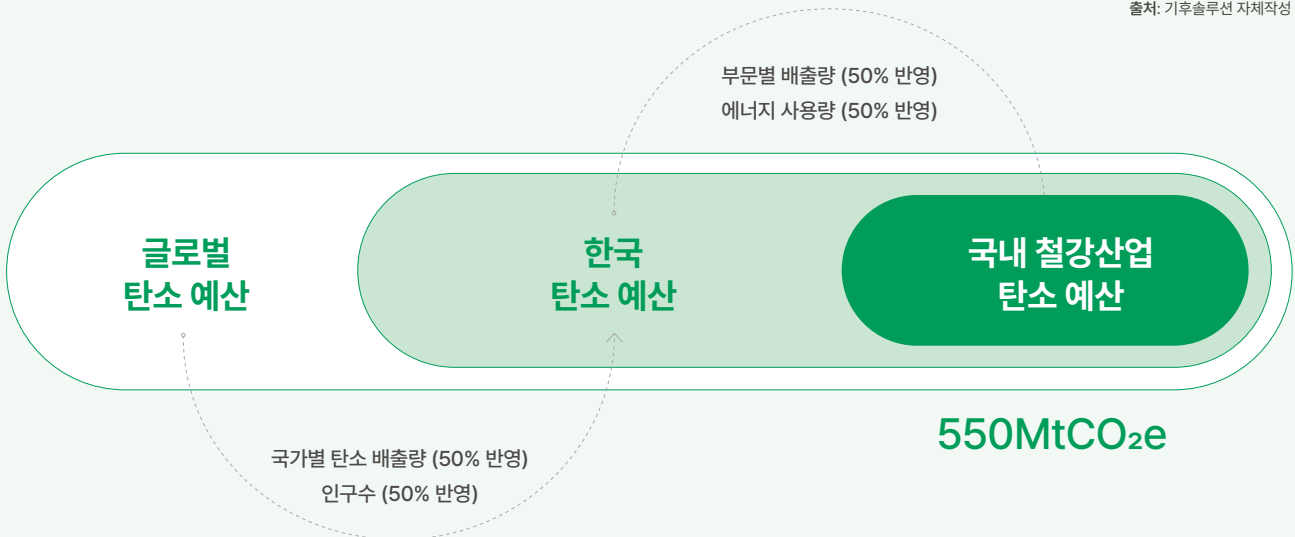 출처: 기후솔루션 자체작성
부문별 배출량 (50% 반영)
에너지 사용량 (50% 반영)
글로벌
탄소 예산
한국
탄소 예산
국내 철강산업
탄소 예산
550MtCO₂e
국가별 탄소 배출량 (50% 반영)
인구수 (50% 반영)